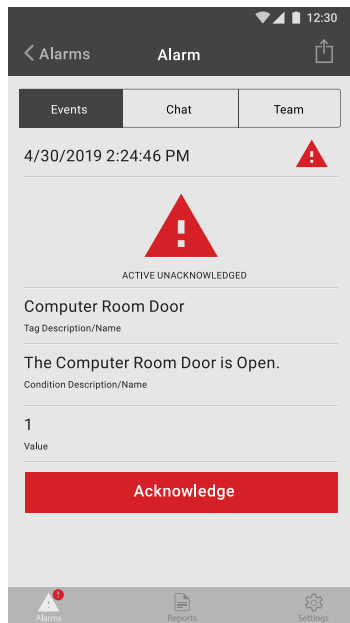 12:30
Alarms
Alarm
Events
Chat
Team
4/30/2019 2:24:46 PM
ACTIVE UNACKNOWLEDGED
Computer Room Door
Tag Description/Name
The Computer Room Door is Open.
Condition Description/Name
1
Value
Acknowledge
Alarms
Reports
Settings